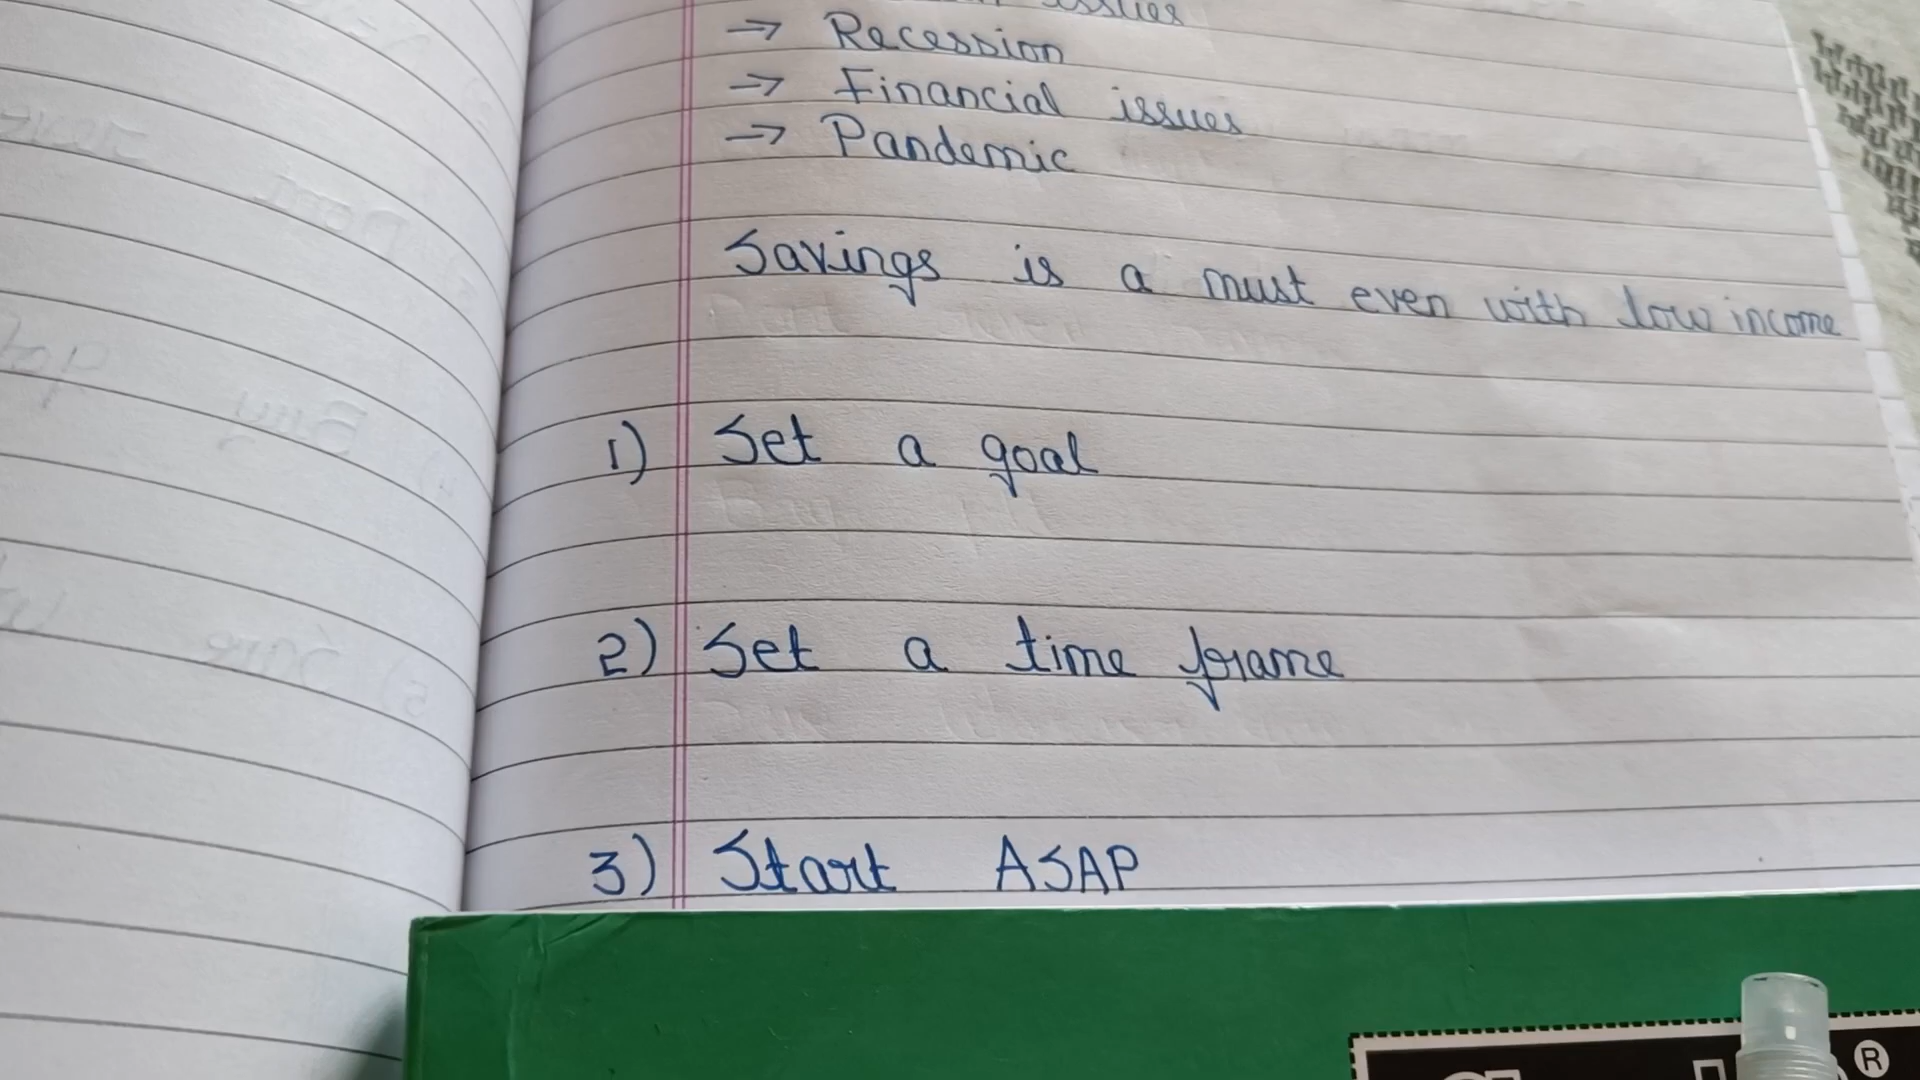 issues
→ Recession
→ Financial issues
→ Pandemic
Savings is a must even with low income
1) Set a goal
2) Set a time frame
3) Start ASAP
®